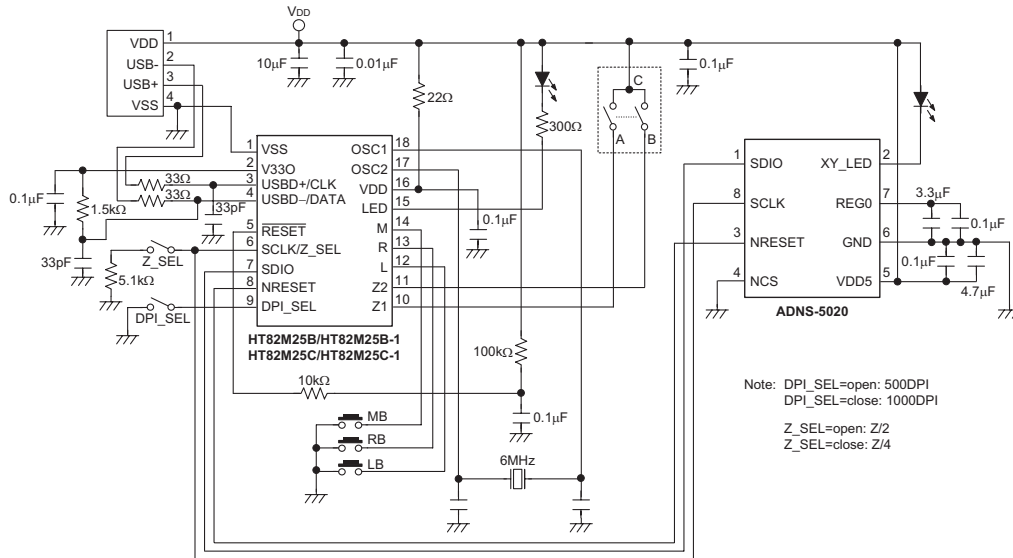 VDD
VDD 1
USB- 2
USB+ 3
VSS 4
10μF
0.01μF
22Ω
300Ω
C
A
B
0.1μF
1 VSS
2 V33O
3 USBD+/CLK
4 USBD–/DATA
5 RESET
6 SCLK/Z_SEL
7 SDIO
8 NRESET
9 DPI_SEL
OSC1 18
OSC2 17
VDD 16
LED 15
M 14
R 13
L 12
Z2 11
Z1 10
HT82M25B/HT82M25B-1
HT82M25C/HT82M25C-1
33Ω
33Ω
33pF
0.1μF
1.5kΩ
33pF
Z_SEL
5.1kΩ
DPI_SEL
0.1μF
10kΩ
100kΩ
0.1μF
MB
RB
LB
6MHz
1 SDIO
8 SCLK
3 NRESET
4 NCS
XY_LED 2
REG0 7
GND 6
VDD5 5
ADNS-5020
3.3μF
0.1μF
0.1μF
4.7μF
Note: DPI_SEL=open: 500DPI
DPI_SEL=close: 1000DPI
Z_SEL=open: Z/2
Z_SEL=close: Z/4